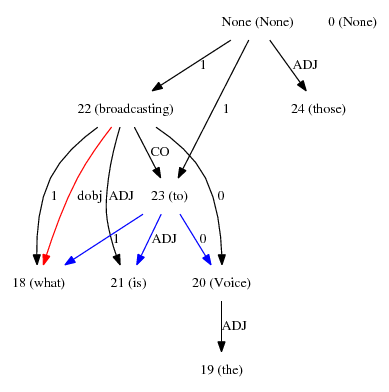 None (None) 0 (None)
1 ADJ
22 (broadcasting) 1 24 (those)
CO
1 dobj ADJ 23 (to) 0
1 ADJ 0
18 (what) 21 (is) 20 (Voice)
ADJ
19 (the)